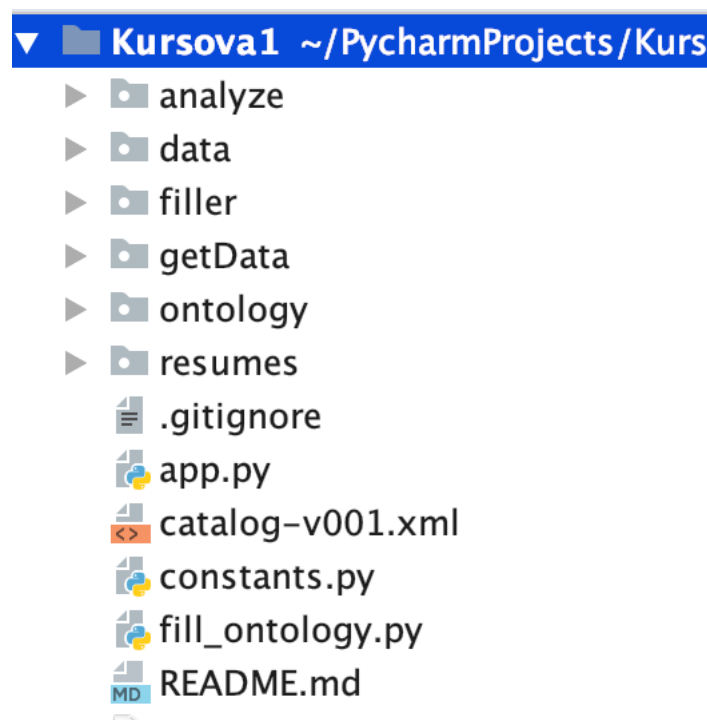 Kursova1 ~/PycharmProjects/Kurs
analyze
data
filler
getData
ontology
resumes
.gitignore
app.py
<> catalog-v001.xml
constants.py
fill_ontology.py
MD README.md